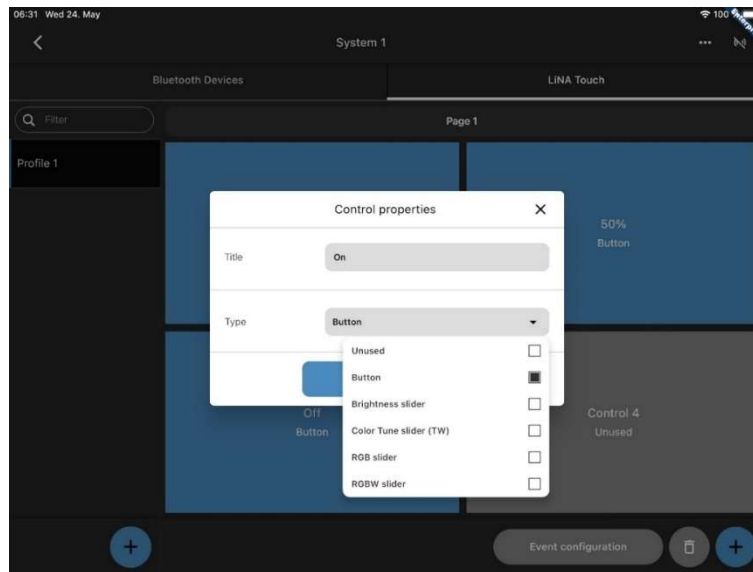 06:31 Wed 24. May
100
System 1
Bluetooth Devices
LiNA Touch
Filter
Page 1
Profile 1
Control properties
50%
Button
Title
On
Type
Button
Unused
Button
Brightness slider
Off
Button
Color Tune slider (TW)
Control 4
Unused
RGB slider
RGBW slider
Event configuration